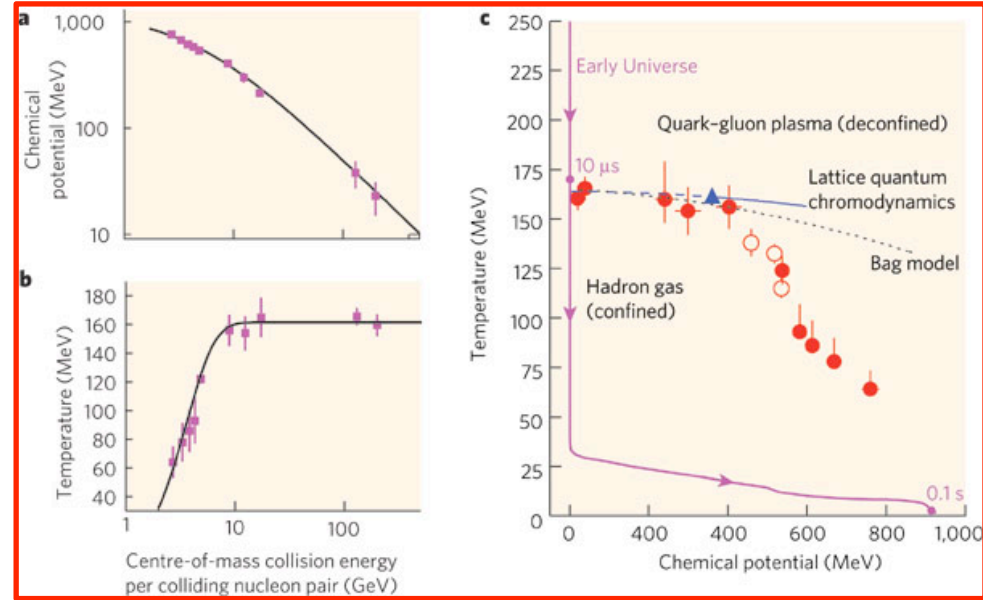 a
1,000
100
10
Chemical
potential (MeV)
b
180
160
140
120
100
80
60
40
Temperature (MeV)
1
10
100
Centre-of-mass collision energy
per colliding nucleon pair (GeV)
c
250
225
200
175
150
125
100
75
50
25
0
Temperature (MeV)
Early Universe
Quark–gluon plasma (deconfined)
10 µs
Lattice quantum
chromodynamics
Bag model
Hadron gas
(confined)
0.1 s
0
400
400
600
800
1,000
Chemical potential (MeV)